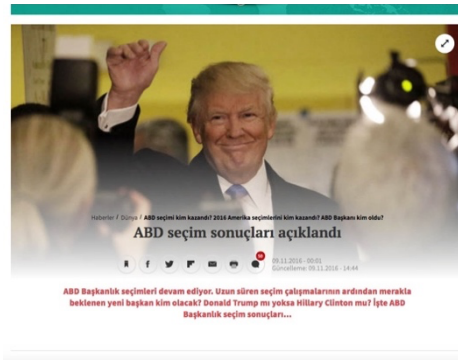 Haberler / Dünya / ABD seçimi kim kazandı? 2016 Amerika seçimlerini kim kazandı? ABD Başkanı kim oldu?
ABD seçim sonuçları açıklandı
09.11.2016 - 00:01
Güncelleme: 09.11.2016 - 14:44
ABD Başkanlık seçimleri devam ediyor. Uzun süren seçim çalışmalarının ardından merakla
beklenen yeni başkan kim olacak? Donald Trump mı yoksa Hillary Clinton mu? İşte ABD
Başkanlık seçim sonuçları...